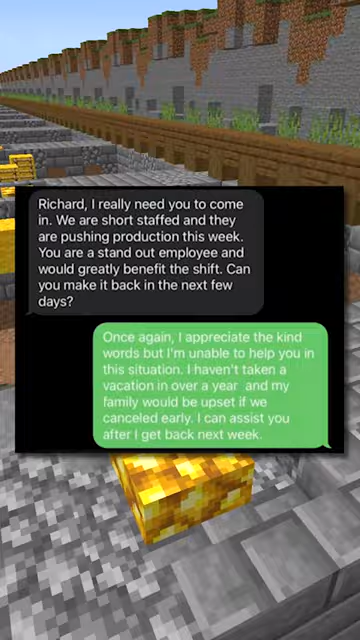 Richard, I really need you to come
in. We are short staffed and they
are pushing production this week.
You are a stand out employee and
would greatly benefit the shift. Can
you make it back in the next few
days?
Once again, I appreciate the kind
words but I'm unable to help you in
this situation. I haven't taken a
vacation in over a year and my
family would be upset if we
canceled early. I can assist you
after I get back next week.